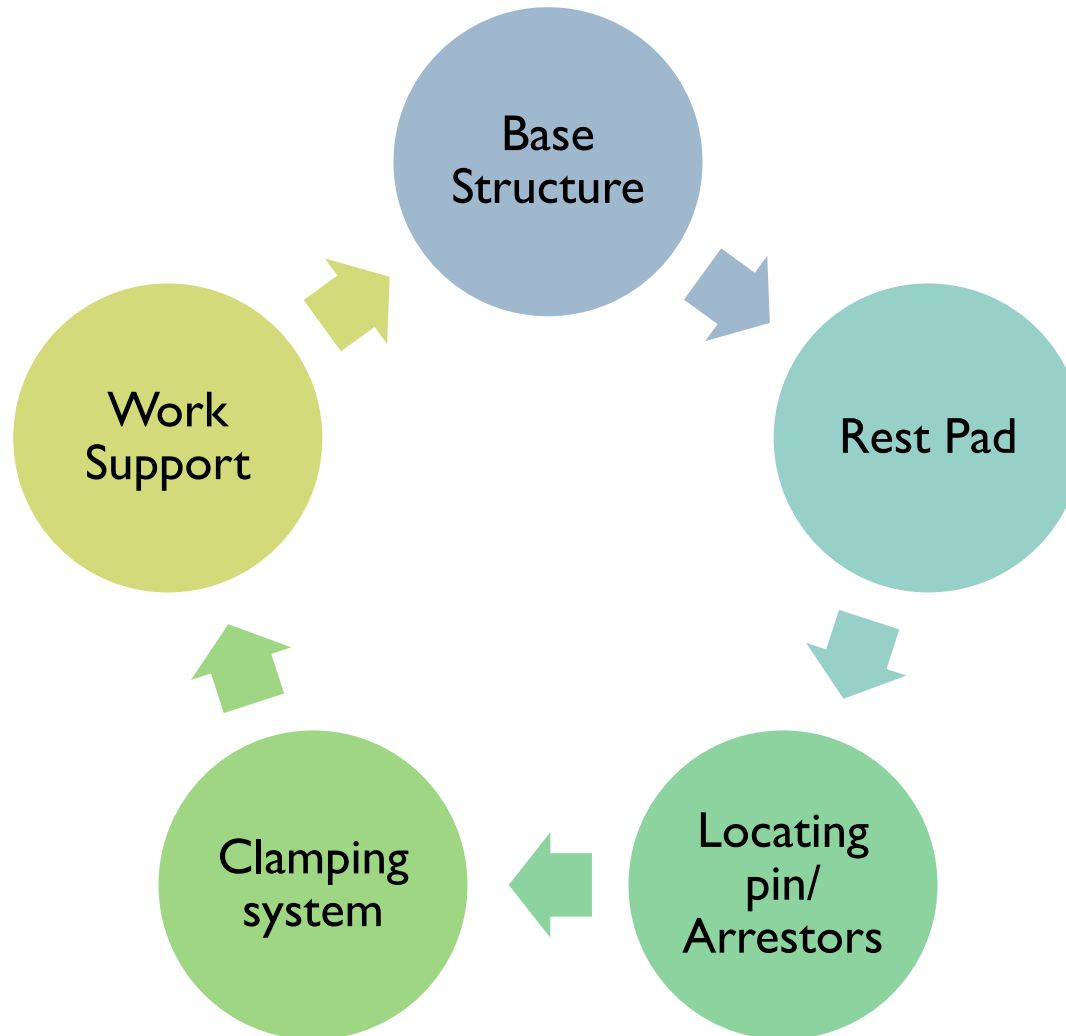 Base
Structure
Rest Pad
Locating
pin/
Arrestors
Clamping
system
Work
Support